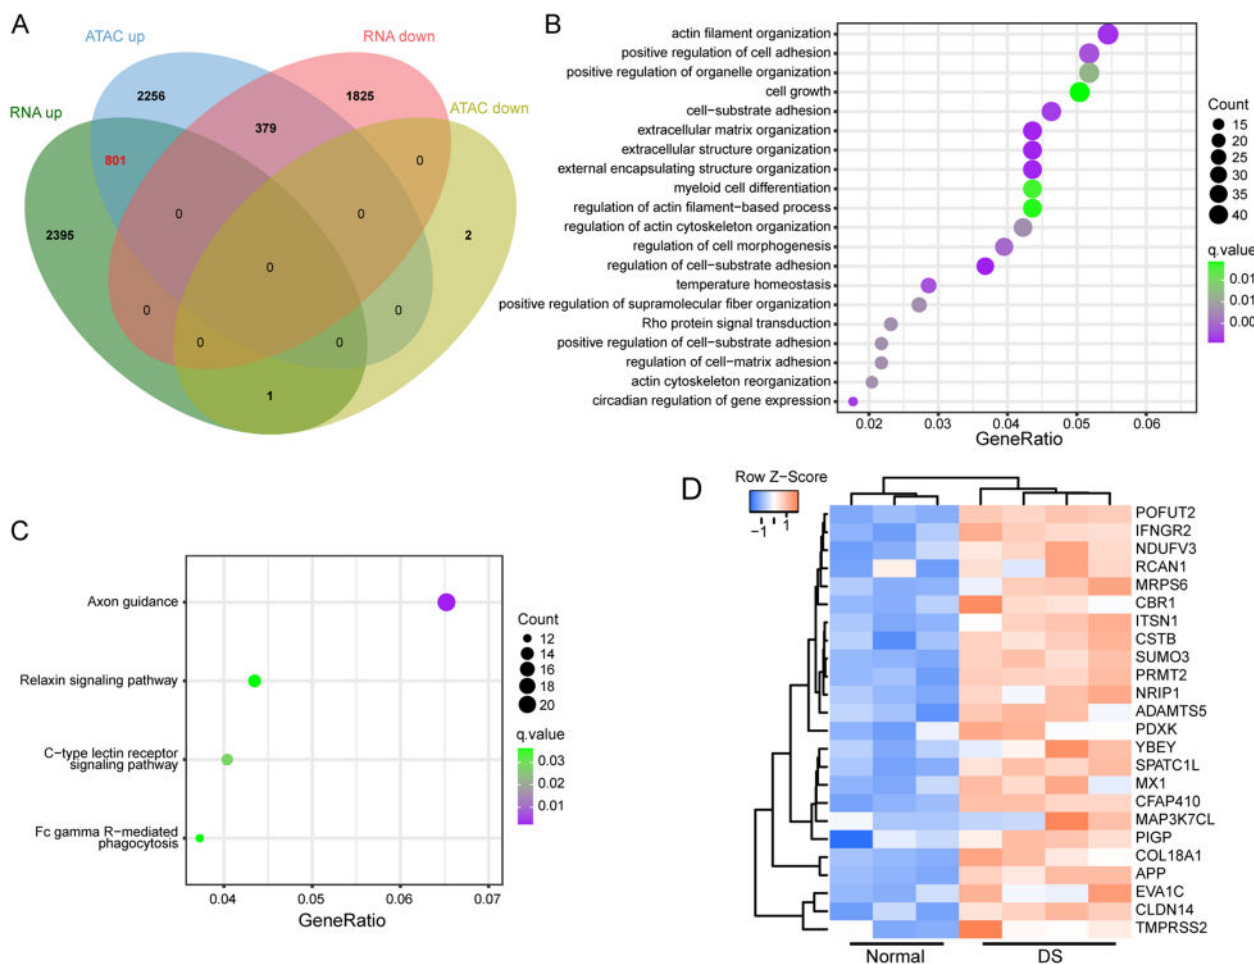 A
ATAC up
RNA down
RNA up
ATAC down
2256
1825
379
801
0
0
0
2395
2
0
0
0
0
0
1
B
actin filament organization
positive regulation of cell adhesion
positive regulation of organelle organization
cell growth
cell−substrate adhesion
extracellular matrix organization
extracellular structure organization
external encapsulating structure organization
myeloid cell differentiation
regulation of actin filament−based process
regulation of actin cytoskeleton organization
regulation of cell morphogenesis
regulation of cell−substrate adhesion
temperature homeostasis
positive regulation of supramolecular fiber organization
Rho protein signal transduction
positive regulation of cell−substrate adhesion
regulation of cell−matrix adhesion
actin cytoskeleton reorganization
circadian regulation of gene expression
0.02 0.03 0.04 0.05 0.06
GeneRatio
Count
15
20
25
30
35
40
q.value
0.01
0.01
0.00
C
Axon guidance
Relaxin signaling pathway
C−type lectin receptor
signaling pathway
Fc gamma R−mediated
phagocytosis
0.04 0.05 0.06 0.07
GeneRatio
Count
12
14
16
18
20
q.value
0.03
0.02
0.01
D
Row Z−Score
−1 1
POFUT2
IFNGR2
NDUFV3
RCAN1
MRPS6
CBR1
ITSN1
CSTB
SUMO3
PRMT2
NRIP1
ADAMTS5
PDXK
YBEY
SPATC1L
MX1
CFAP410
MAP3K7CL
PIGP
COL18A1
APP
EVA1C
CLDN14
TMPRSS2
Normal DS